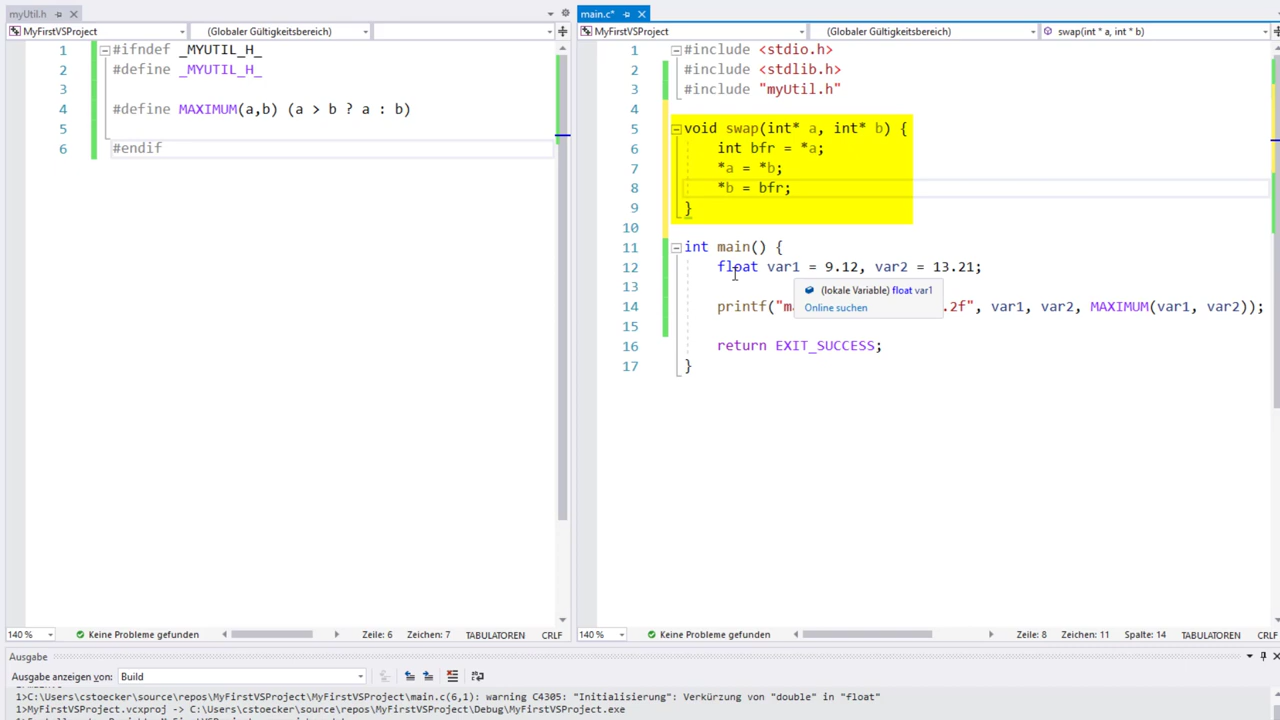 myUtil.h
MyFirstVSProject
(Globaler Gültigkeitsbereich)
1 #ifndef _MYUTIL_H_
2 #define _MYUTIL_H_
3
4 #define MAXIMUM(a,b) (a > b ? a : b)
5
6 #endif
140 %
Keine Probleme gefunden
Zeile: 6
Zeichen: 7
TABULATOREN
CRLF
main.c*
MyFirstVSProject
(Globaler Gültigkeitsbereich)
swap(int * a, int * b)
1 #include <stdio.h>
2 #include <stdlib.h>
3 #include "myUtil.h"
4
5 void swap(int* a, int* b) {
6 int bfr = *a;
7 *a = *b;
8 *b = bfr;
9 }
10
11 int main() {
12 float var1 = 9.12, var2 = 13.21;
13
(lokale Variable) float var1
Online suchen
14 printf("m .2f", var1, var2, MAXIMUM(var1, var2));
15
16 return EXIT_SUCCESS;
17 }
140 %
Keine Probleme gefunden
Zeile: 8
Zeichen: 11
Spalte: 14
TABULATOREN
CRLF
Ausgabe
Ausgabe anzeigen von: Build
1>C:\Users\cstoecker\source\repos\MyFirstVSProject\MyFirstVSProject\main.c(6,1): warning C4305: "Initialisierung": Verkürzung von "double" in "float"
1>MyFirstVSProject.vcxproj -> C:\Users\cstoecker\source\repos\MyFirstVSProject\Debug\MyFirstVSProject.exe